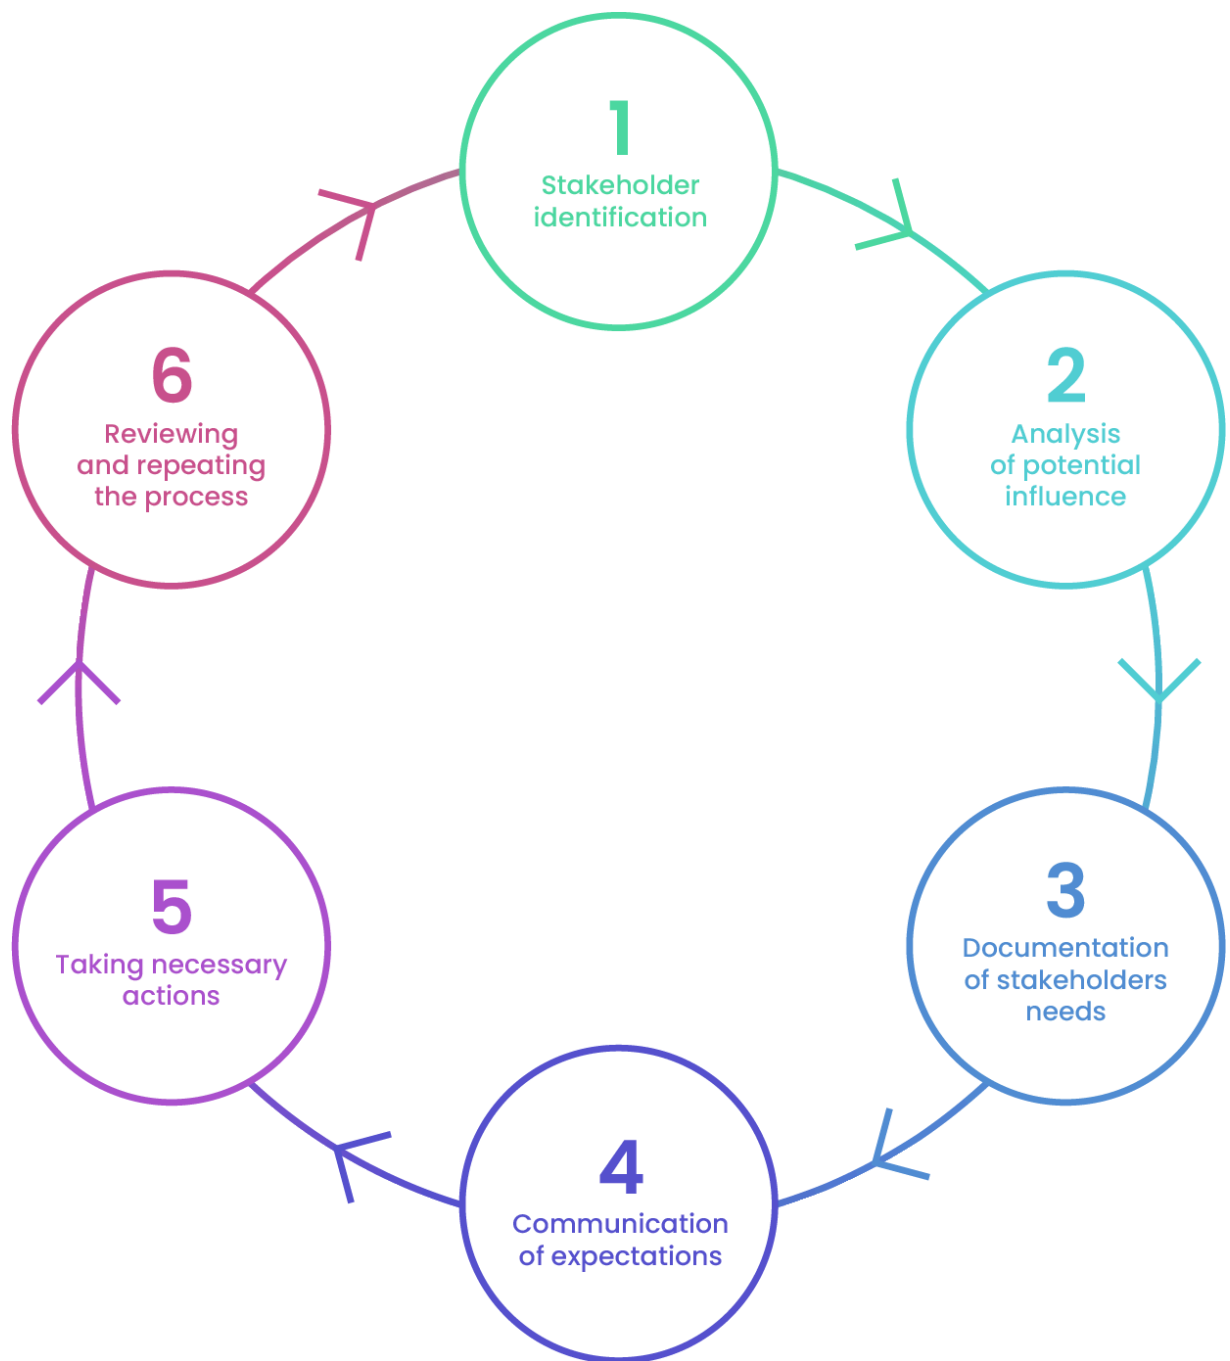 1
Stakeholder
identification
2
Analysis
of potential
influence
3
Documentation
of stakeholders
needs
4
Communication
of expectations
5
Taking necessary
actions
6
Reviewing
and repeating
the process